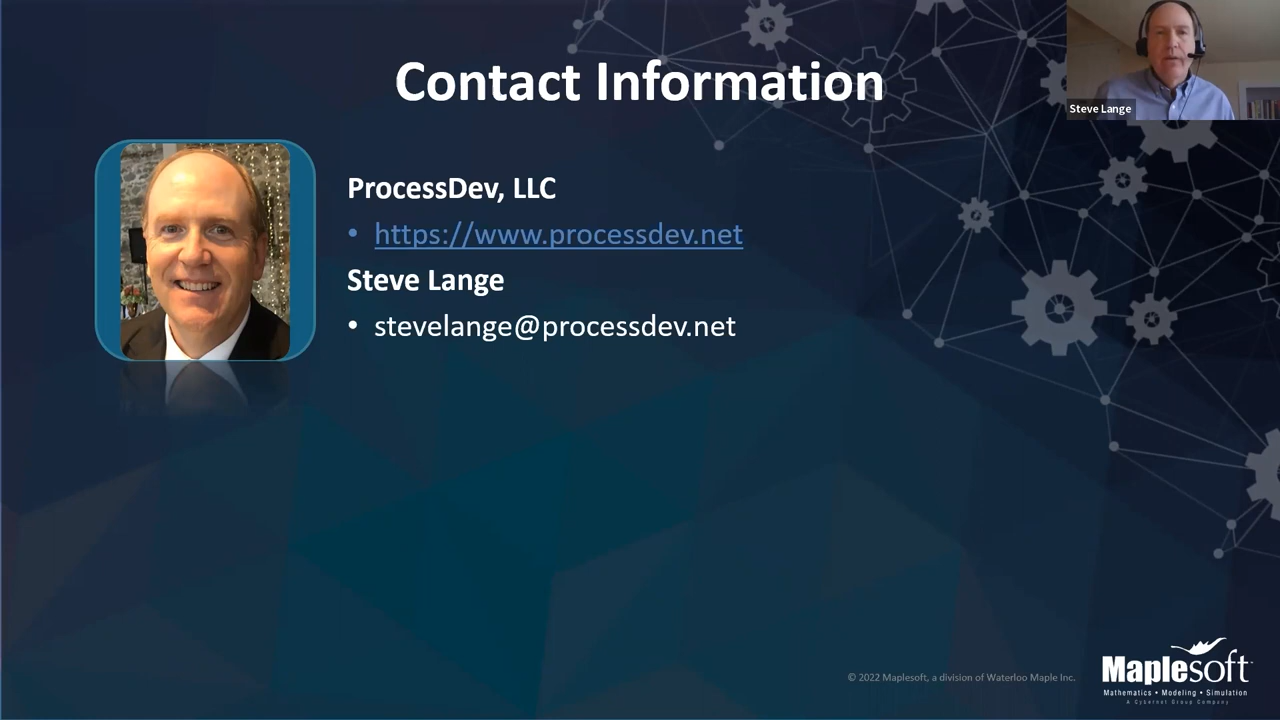 Contact Information
Steve Lange
ProcessDev, LLC
• https://www.processdev.net
Steve Lange
• stevelange@processdev.net
© 2022 Maplesoft, a division of Waterloo Maple Inc.
Maplesoft
Mathematics • Modeling • Simulation
A Cybernet Group Company